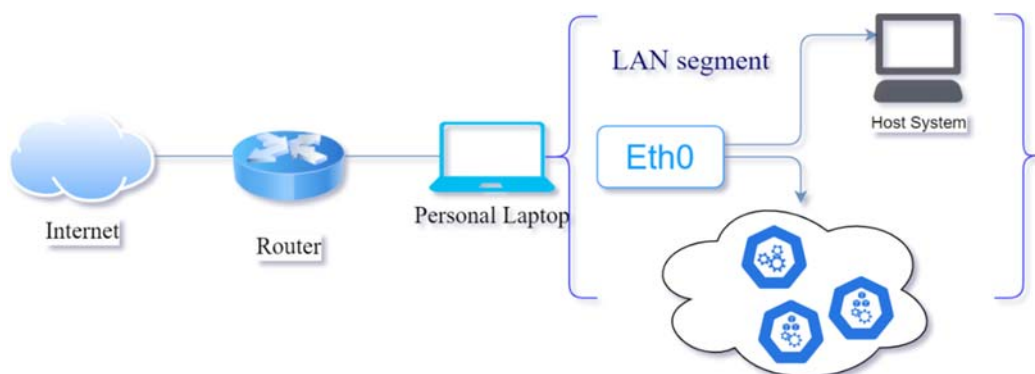 LAN segment
Host System
Eth0
Internet
Router
Personal Laptop